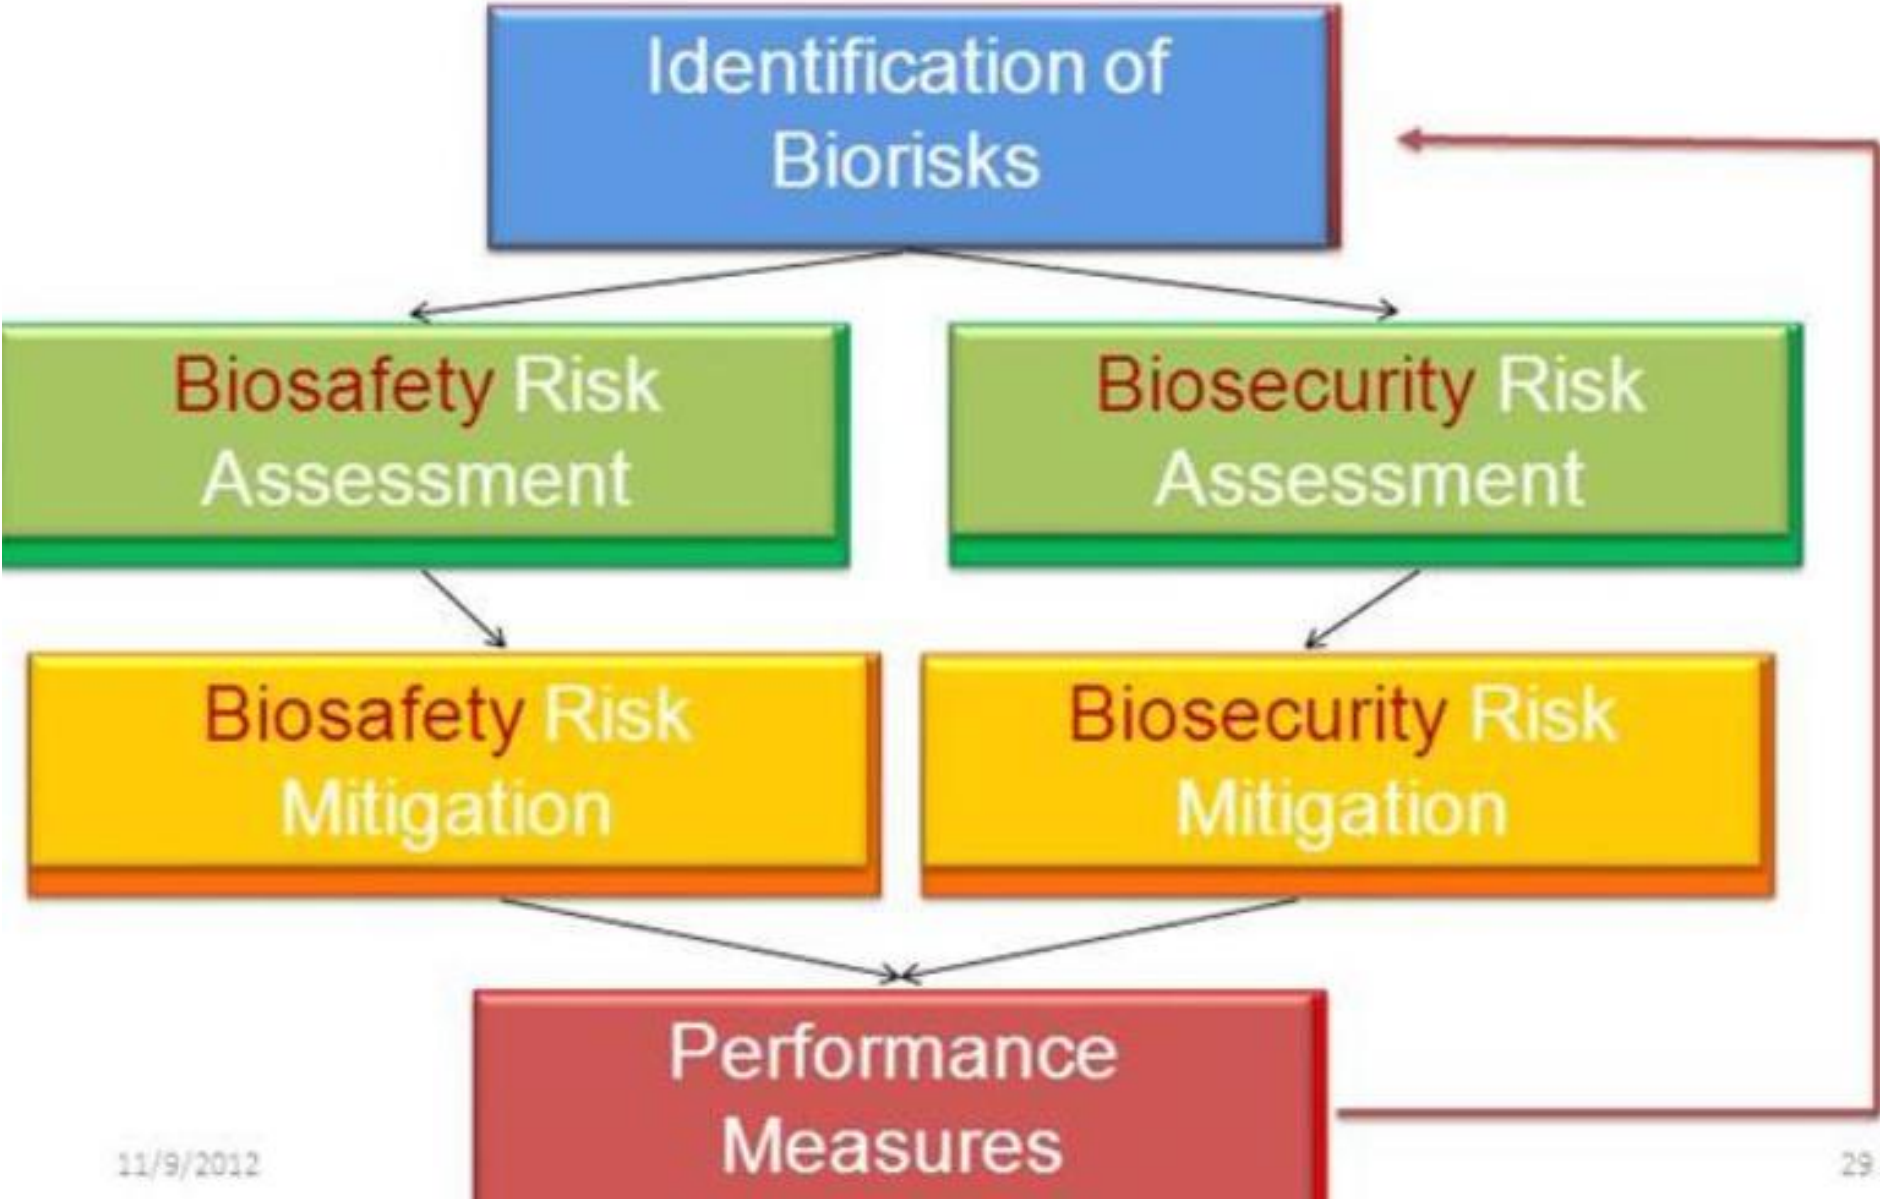 Identification of
Biorisks
Biosafety Risk
Assessment
Biosecurity Risk
Assessment
Biosafety Risk
Mitigation
Biosecurity Risk
Mitigation
Performance
Measures
11/9/2012
29